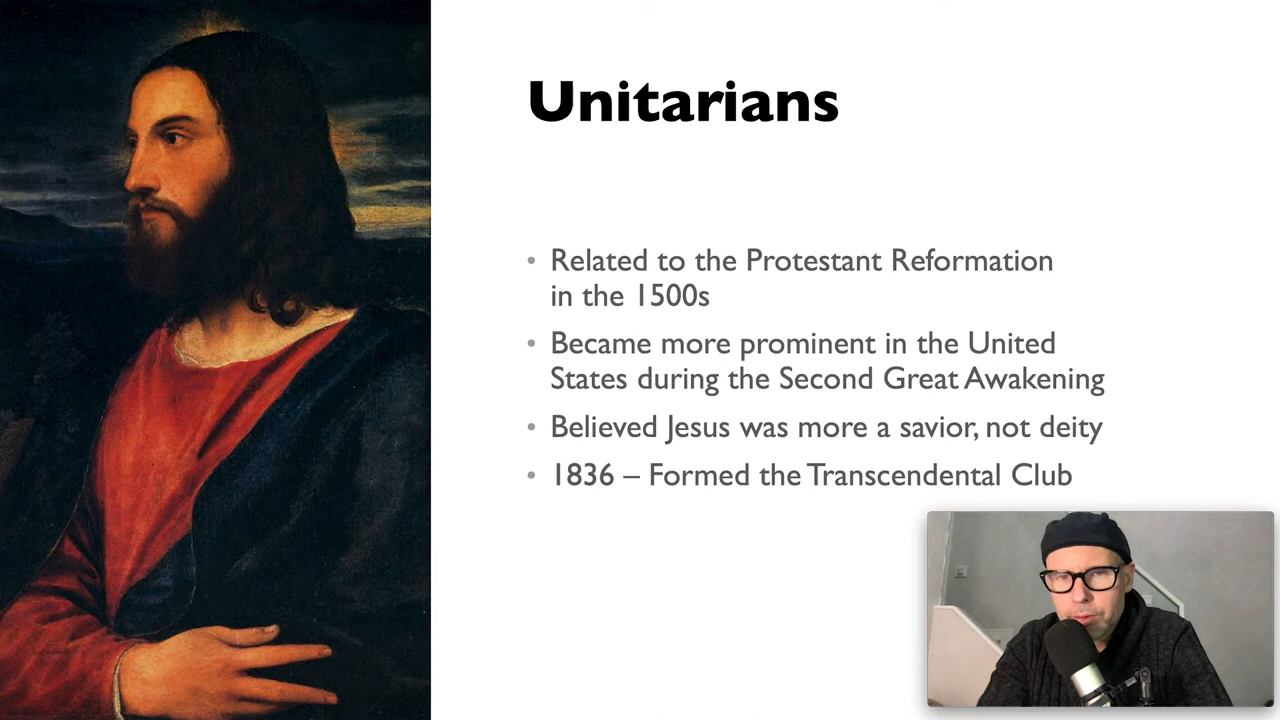 Unitarians
• Related to the Protestant Reformation
in the 1500s
• Became more prominent in the United
States during the Second Great Awakening
• Believed Jesus was more a savior, not deity
• 1836 – Formed the Transcendental Club